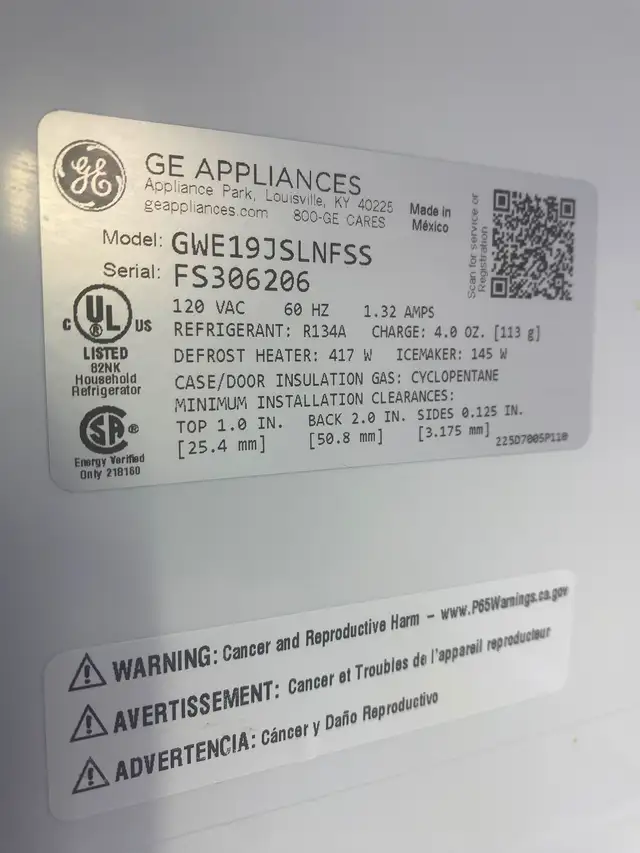 GE APPLIANCES
Appliance Park, Louisville, KY 40225
geappliances.com 800-GE CARES
Made in
México
Scan for service or
Registration
Model: GWE19JSLNFSS
Serial: FS306206
120 VAC 60 HZ 1.32 AMPS
REFRIGERANT: R134A CHARGE: 4.0 OZ. [113 g]
DEFROST HEATER: 417 W ICEMAKER: 145 W
CASE/DOOR INSULATION GAS: CYCLOPENTANE
MINIMUM INSTALLATION CLEARANCES:
TOP 1.0 IN. BACK 2.0 IN. SIDES 0.125 IN.
[25.4 mm] [50.8 mm] [3.175 mm]
225D7005P110
C UL ® US
LISTED
82NK
Household
Refrigerator
SA ®
Energy Verified
Only 218160
WARNING: Cancer and Reproductive Harm – www.P65Warnings.ca.gov
AVERTISSEMENT: Cancer et Troubles de l'appareil reproducteur
ADVERTENCIA: Cáncer y Daño Reproductivo